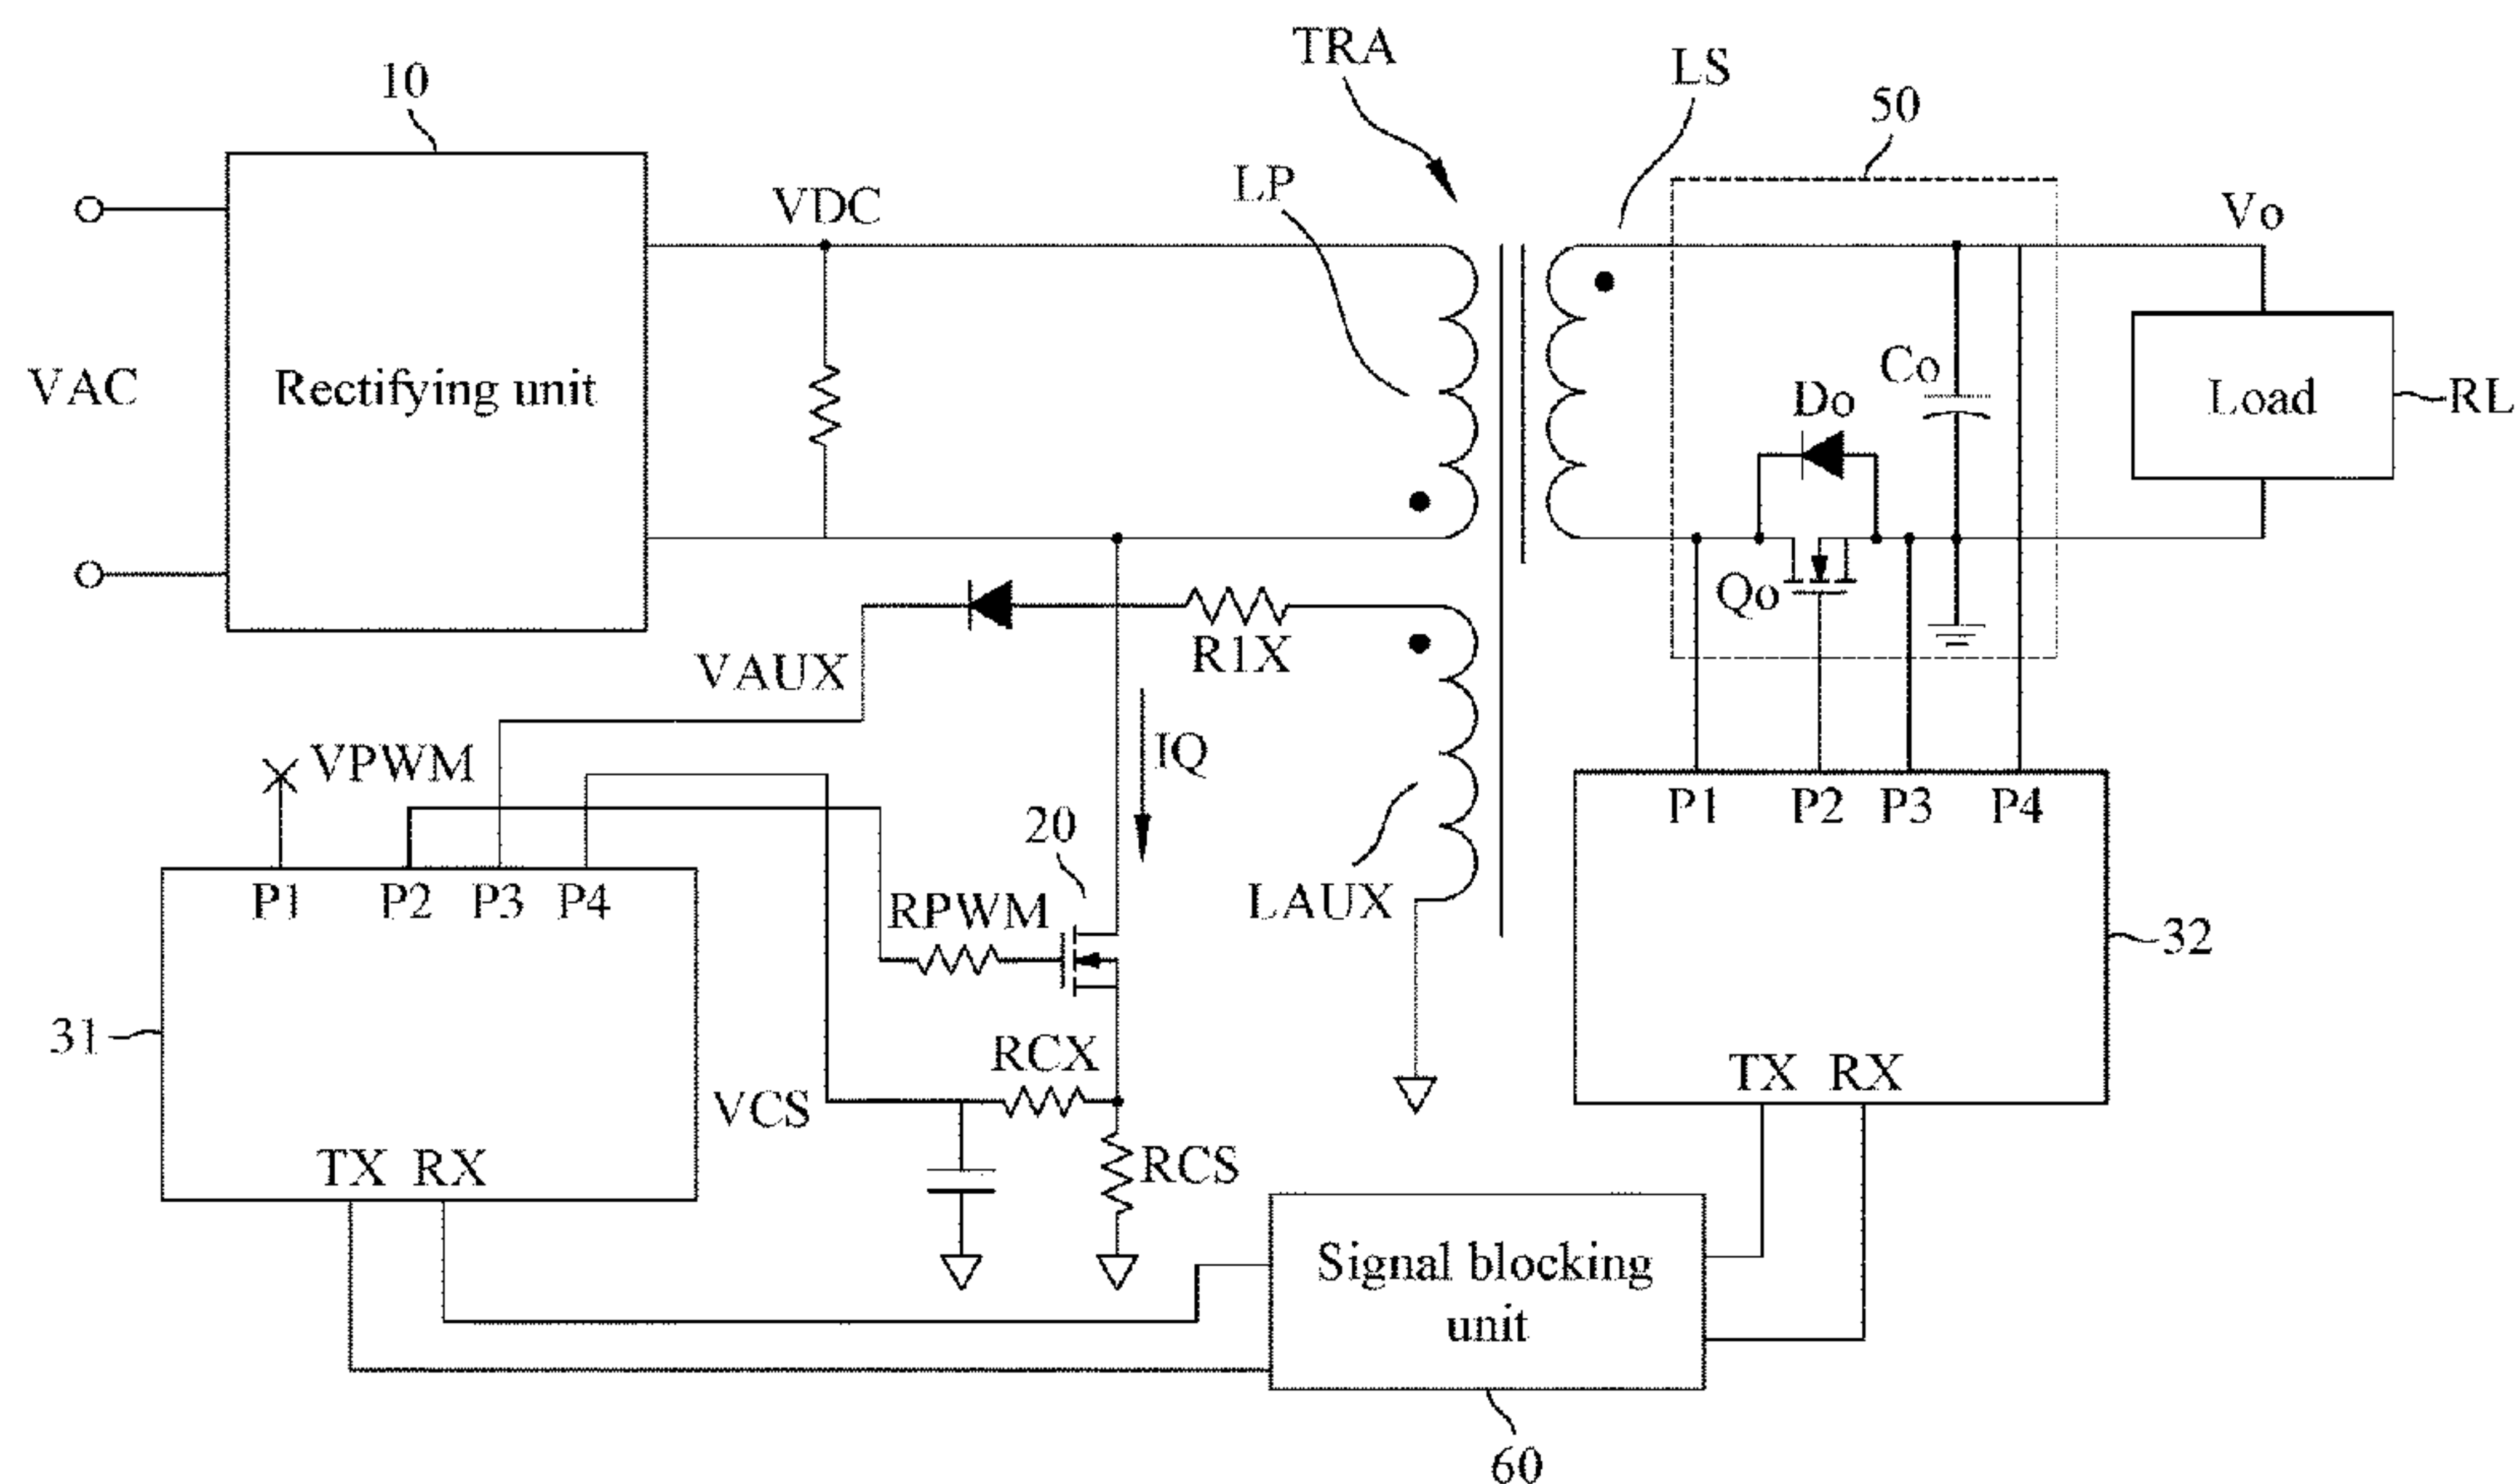 TRA
LS
10
50
LP
VDC
Vo
VAC
Rectifying unit
Co
Do
Load
RL
Qo
R1X
VAUX
VPWM
IQ
P1 P2 P3 P4
20
P1 P2 P3 P4
RPWM
LAUX
32
31
RCX
TX RX
VCS
TX RX
RCS
Signal blocking
unit
60